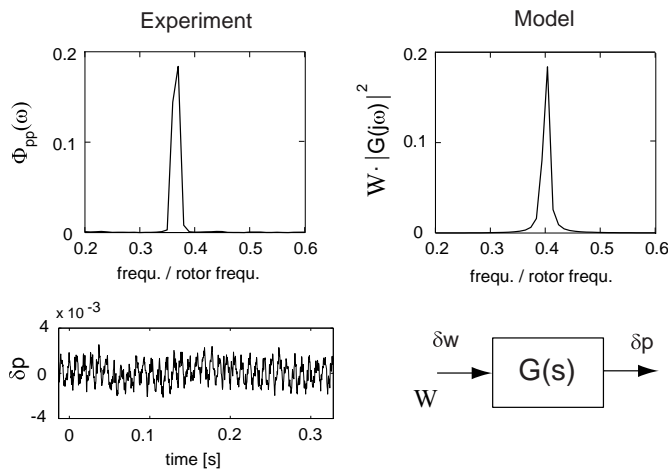 Experiment
0.2
0.1
0
Φpp(ω)
0.2 0.3 0.4 0.5 0.6
frequ. / rotor frequ.
Model
0.2
0.1
0
W· |G(jω)|²
0.2 0.3 0.4 0.5 0.6
frequ. / rotor frequ.
x 10 -3
4
0
-4
δp
0 0.1 0.2 0.3
time [s]
δw
W
G(s)
δp